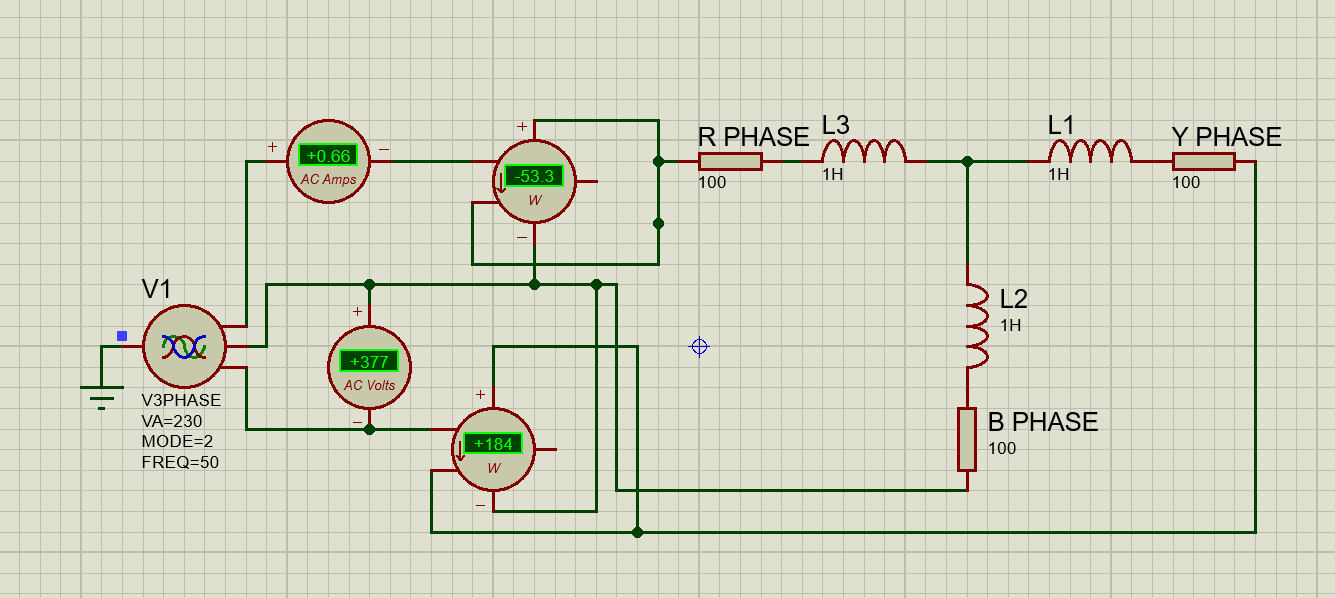 +0.66
AC Amps
-53.3
W
R PHASE
100
L3
1H
L1
1H
Y PHASE
100
V1
V3PHASE
VA=230
MODE=2
FREQ=50
+377
AC Volts
+184
W
L2
1H
B PHASE
100